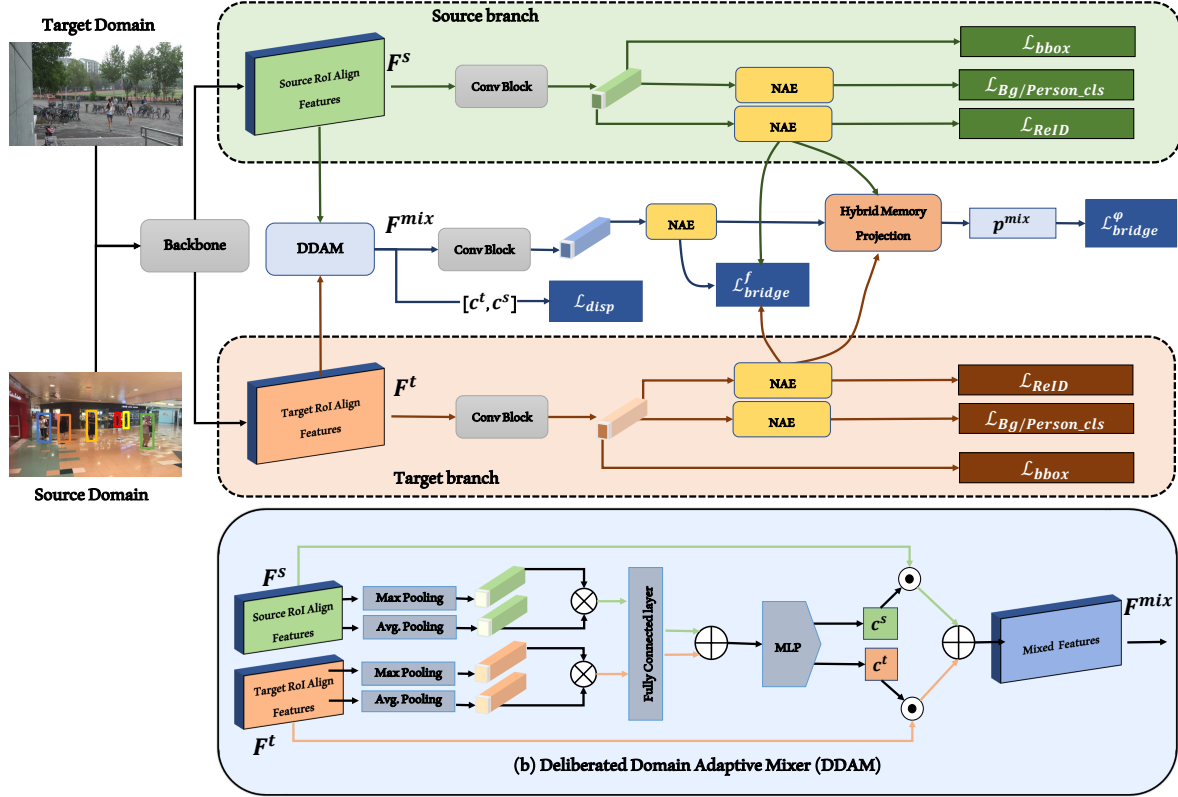 Target Domain
Source branch
Source RoI Align
Features
F^s
Conv Block
NAE
NAE
ℒ_bbox
ℒ_Bg/Person_cls
ℒ_ReID
Backbone
DDAM
F^mix
Conv Block
NAE
Hybrid Memory
Projection
p^mix
ℒ^φ_bridge
[c^t, c^s]
ℒ_disp
ℒ^f_bridge
Source Domain
Target RoI Align
Features
F^t
Conv Block
NAE
NAE
ℒ_ReID
ℒ_Bg/Person_cls
ℒ_bbox
Target branch
F^s
Source RoI Align
Features
Max Pooling
Avg. Pooling
Target RoI Align
Features
F^t
Max Pooling
Avg. Pooling
Fully Connected layer
MLP
c^s
c^t
Mixed Features
F^mix
(b) Deliberated Domain Adaptive Mixer (DDAM)